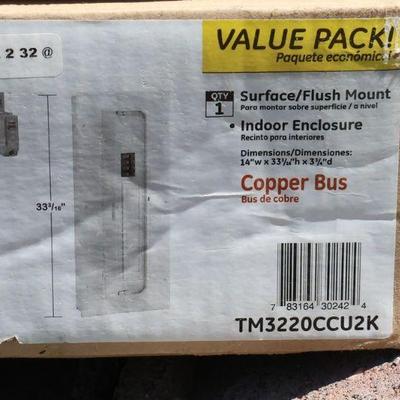 2 32 @
VALUE PACK!
Paquete económic
QTY
1
Surface/Flush Mount
Para montar sobre superficie / a nivel
• Indoor Enclosure
Recinto para interiores
Dimensions/Dimensiones:
14"w x 33³⁄₁₆"h x 3¾"d
Copper Bus
Bus de cobre
33³⁄₁₆"
7 83164 30242 4
TM3220CCU2K